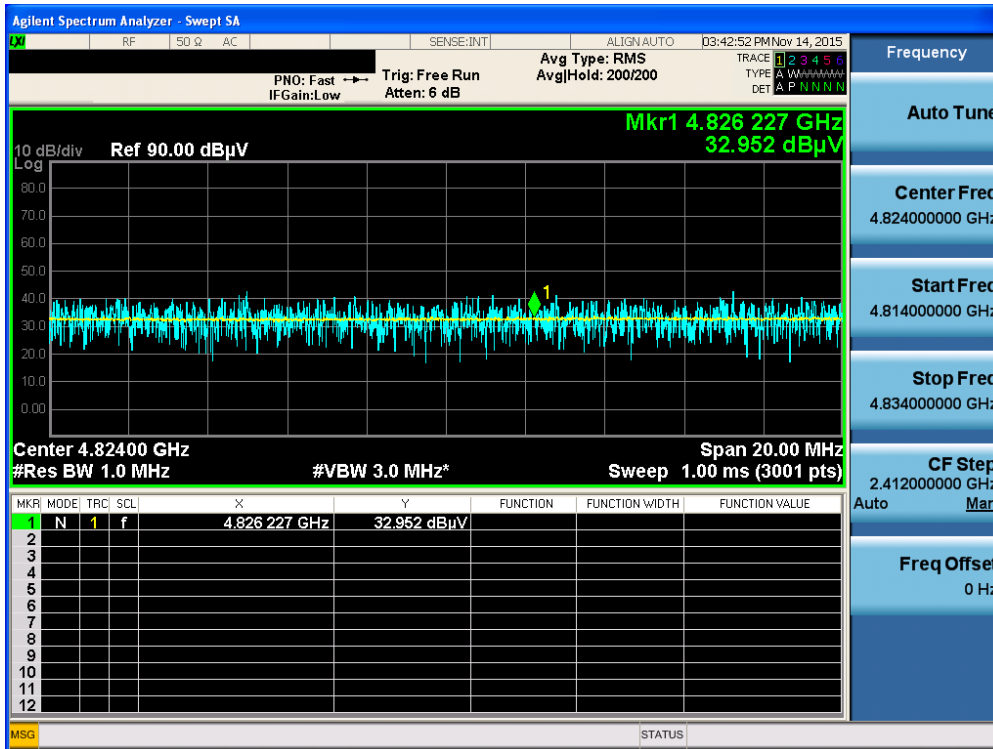 Agilent Spectrum Analyzer - Swept SA
LXI RF 50 Ω AC SENSE:INT ALIGN AUTO 03:42:52 PM Nov 14, 2015
Avg Type: RMS TRACE 1 2 3 4 5 6
PNO: Fast Trig: Free Run Avg|Hold: 200/200 TYPE A WWWWW
IFGain:Low Atten: 6 dB DET A P N N N N
Mkr1 4.826 227 GHz
32.952 dBµV
10 dB/div Ref 90.00 dBµV
Log
80.0
70.0
60.0
50.0
1
40.0
30.0
20.0
10.0
0.00
Center 4.82400 GHz Span 20.00 MHz
#Res BW 1.0 MHz #VBW 3.0 MHz* Sweep 1.00 ms (3001 pts)
MKR MODE TRC SCL X Y FUNCTION FUNCTION WIDTH FUNCTION VALUE
1 N 1 f 4.826 227 GHz 32.952 dBµV
2
3
4
5
6
7
8
9
10
11
12
MSG STATUS
Frequency
Auto Tune
Center Freq
4.824000000 GHz
Start Freq
4.814000000 GHz
Stop Freq
4.834000000 GHz
CF Step
2.412000000 GHz
Auto Man
Freq Offset
0 Hz